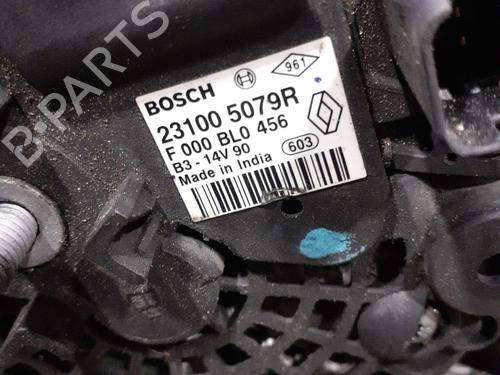 BOSCH
961
23100 5079R
F 000 BL0 456
B3 - 14V 90
603
Made in India
B-PARTS